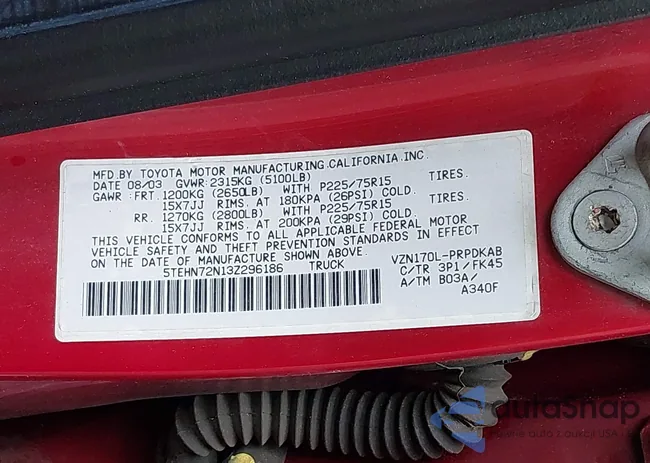 MFD.BY TOYOTA MOTOR MANUFACTURING.CALIFORNIA.INC.
DATE 08/03 GVWR 2315KG (5100LB)
GAWR: FRT. 1200KG (2650LB) WITH P225/75R15 TIRES.
15X7JJ RIMS. AT 180KPA (26PSI) COLD.
RR. 1270KG (2800LB) WITH P225/75R15 TIRES.
15X7JJ RIMS. AT 200KPA (29PSI) COLD.
THIS VEHICLE CONFORMS TO ALL APPLICABLE FEDERAL MOTOR
VEHICLE SAFETY AND THEFT PREVENTION STANDARDS IN EFFECT
ON THE DATE OF MANUFACTURE SHOWN ABOVE.
5TEHN72N13Z296186 TRUCK
VZN170L-PRPDKAB
C/TR 3P1/FK45
A/TM B03A/
A340F
autoSnap